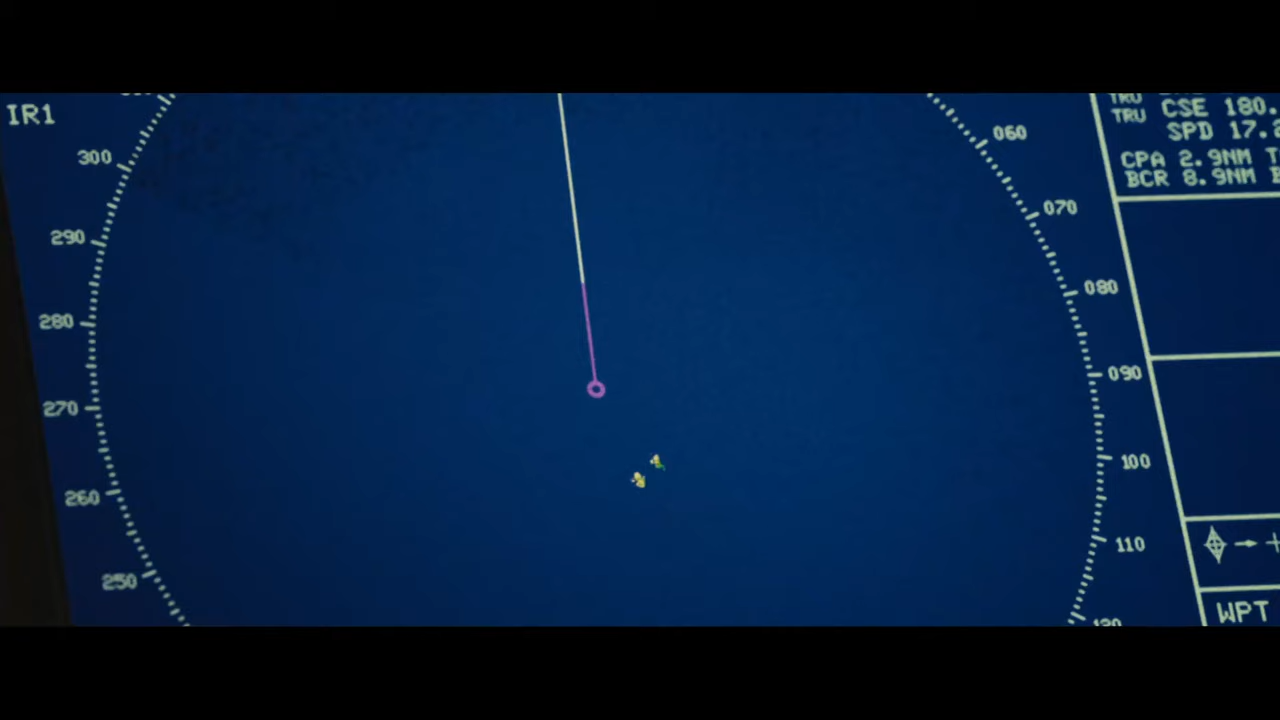 IR1
300
290
280
270
260
250
060
070
080
090
100
110
TRU
TRU CSE 180.
SPD 17.2
CPA 2.9NM T
BCR 8.9NM B
WPT